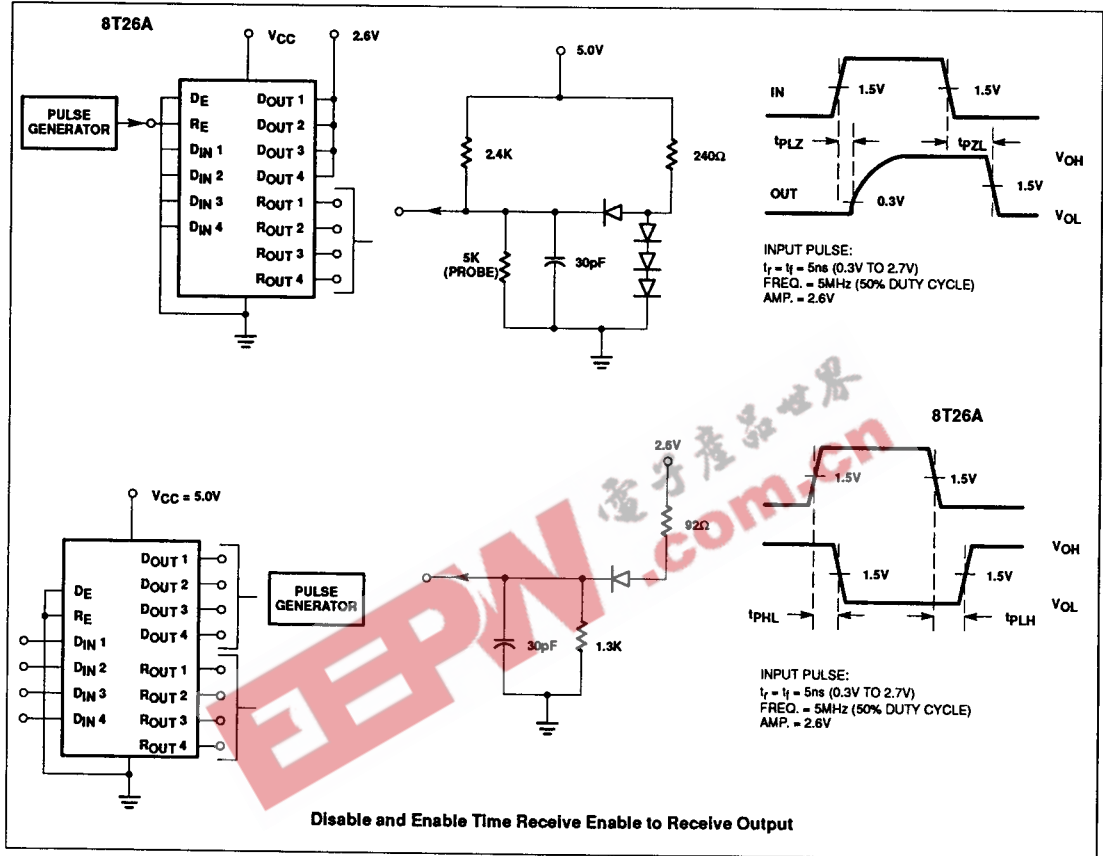 8T26A
VCC
2.6V
PULSE
GENERATOR
DE
RE
DIN 1
DIN 2
DIN 3
DIN 4
DOUT 1
DOUT 2
DOUT 3
DOUT 4
ROUT 1
ROUT 2
ROUT 3
ROUT 4
5.0V
2.4K
240Ω
5K
(PROBE)
30pF
IN
1.5V
1.5V
tPLZ
tPZL
VOH
OUT
0.3V
1.5V
VOL
INPUT PULSE:
tr = tf = 5ns (0.3V TO 2.7V)
FREQ. = 5MHz (50% DUTY CYCLE)
AMP. = 2.6V
VCC = 5.0V
DE
RE
DIN 1
DIN 2
DIN 3
DIN 4
DOUT 1
DOUT 2
DOUT 3
DOUT 4
ROUT 1
ROUT 2
ROUT 3
ROUT 4
PULSE
GENERATOR
2.6V
92Ω
30pF
1.3K
8T26A
1.5V
1.5V
VOH
1.5V
1.5V
VOL
tPHL
tPLH
INPUT PULSE:
tr = tf = 5ns (0.3V TO 2.7V)
FREQ. = 5MHz (50% DUTY CYCLE)
AMP. = 2.6V
EEPW
電子產品世界
.com.cn
Disable and Enable Time Receive Enable to Receive Output